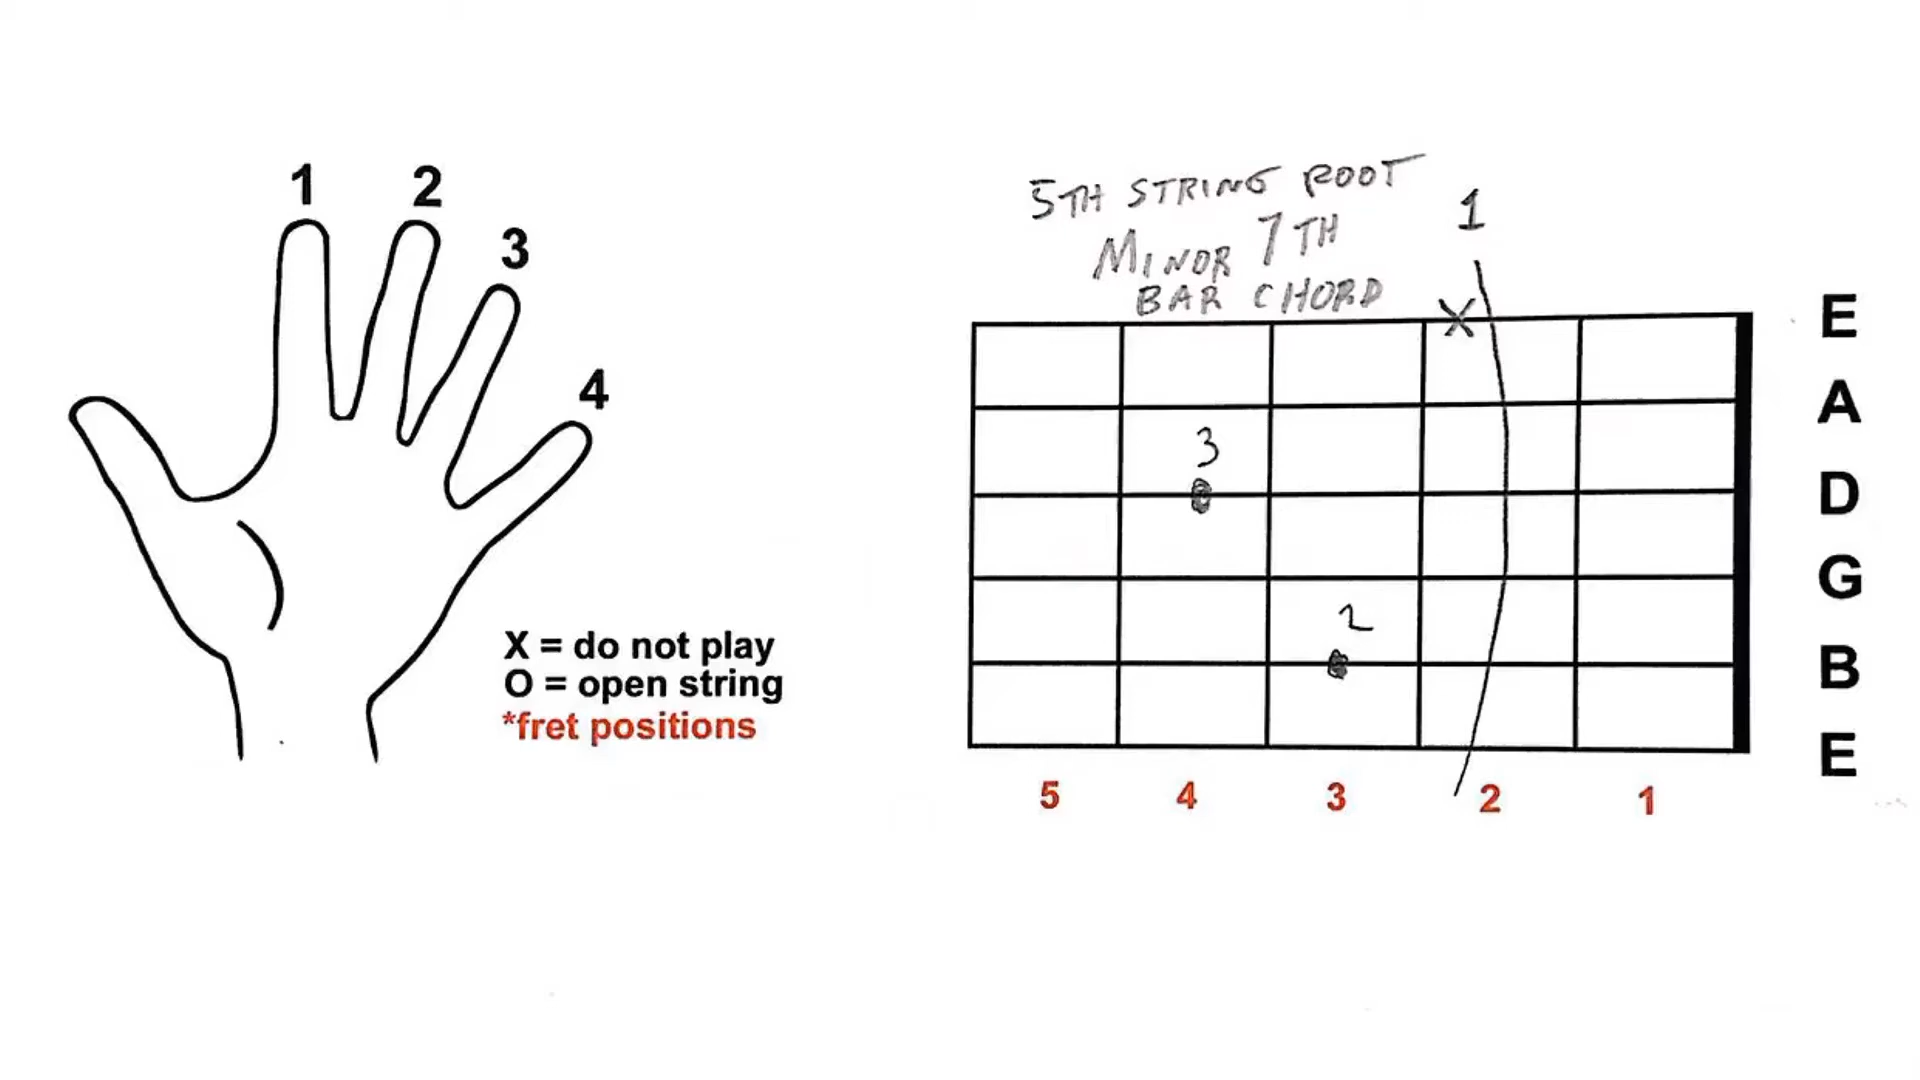 1
2
3
4
X = do not play
O = open string
*fret positions
5TH STRING ROOT
MINOR 7TH
BAR CHORD
1
X
3
2
E
A
D
G
B
E
5 4 3 2 1